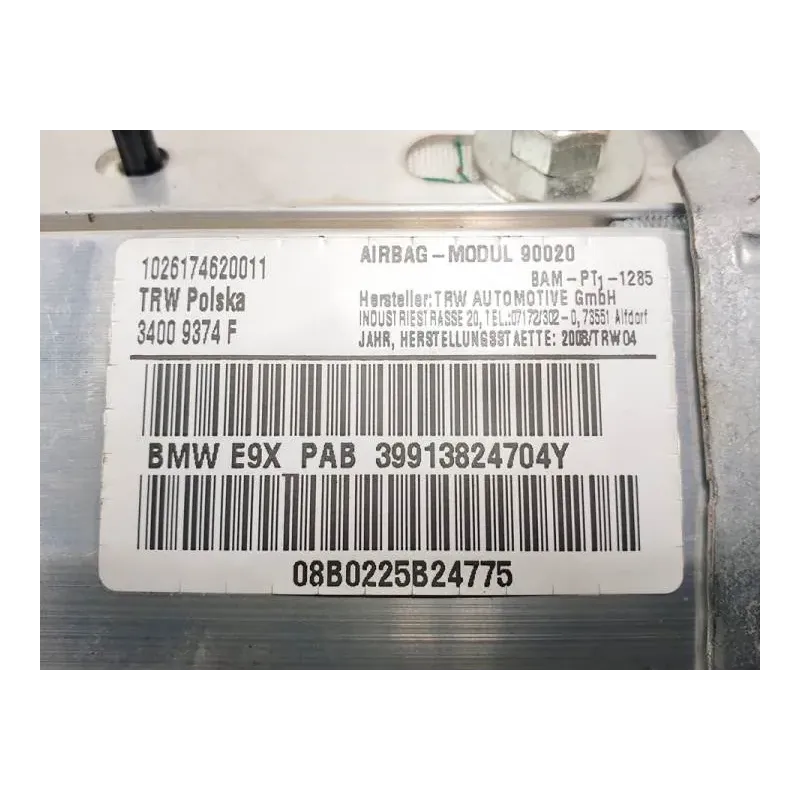 1026174620011
TRW Polska
3400 9374 F
AIRBAG-MODUL 90020
BAM-PT1-1285
Hersteller: TRW AUTOMOTIVE GmbH
INDUSTRIESTRASSE 20, TEL.:07172/302-0, 73551 Alfdorf
JAHR, HERSTELLUNGSSTAETTE: 2008/TRW04
BMW E9X PAB 39913824704Y
08B0225B24775